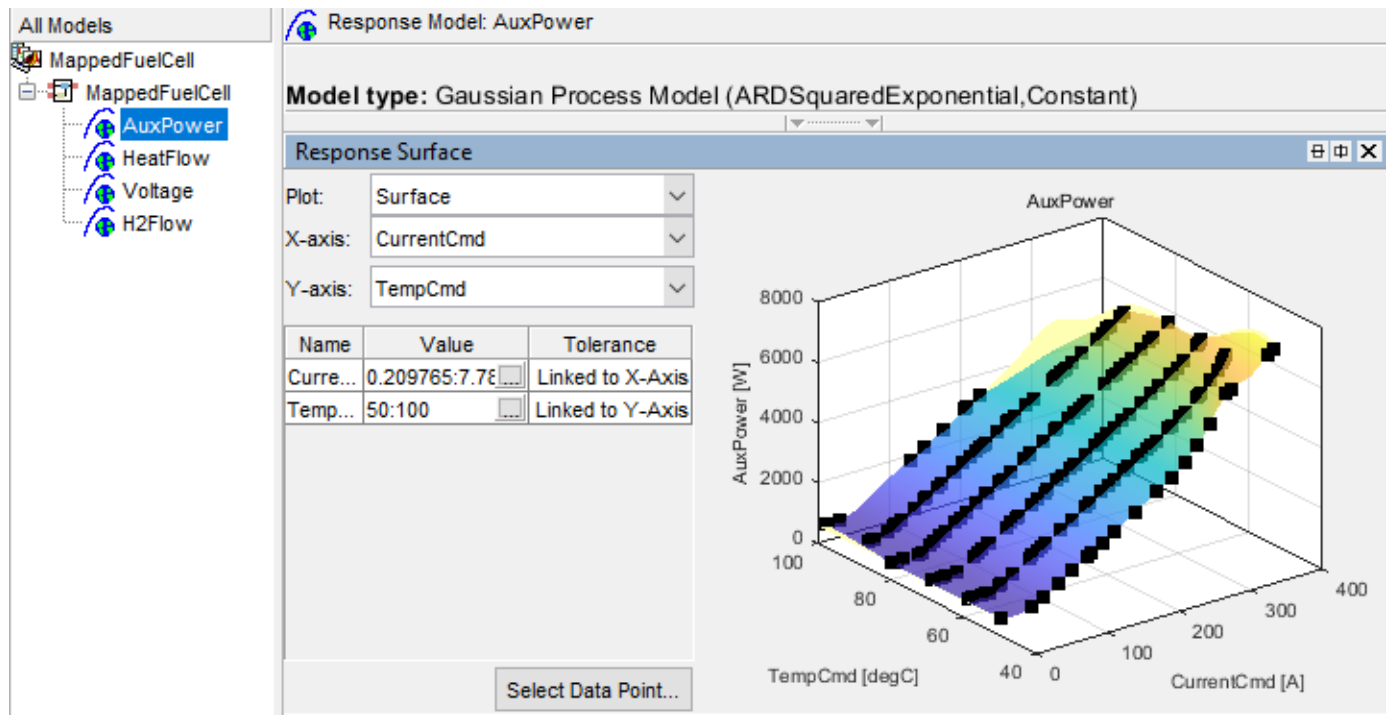 All Models
MappedFuelCell
MappedFuelCell
AuxPower
HeatFlow
Voltage
H2Flow
Response Model: AuxPower
Model type: Gaussian Process Model (ARDSquaredExponential,Constant)
Response Surface
Plot: Surface
X-axis: CurrentCmd
Y-axis: TempCmd
Name Value Tolerance
Curre... 0.209765:7.78 ... Linked to X-Axis
Temp... 50:100 ... Linked to Y-Axis
Select Data Point...
AuxPower
8000
6000
4000
2000
0
AuxPower [W]
100
80
60
40
TempCmd [degC]
0
100
200
300
400
CurrentCmd [A]